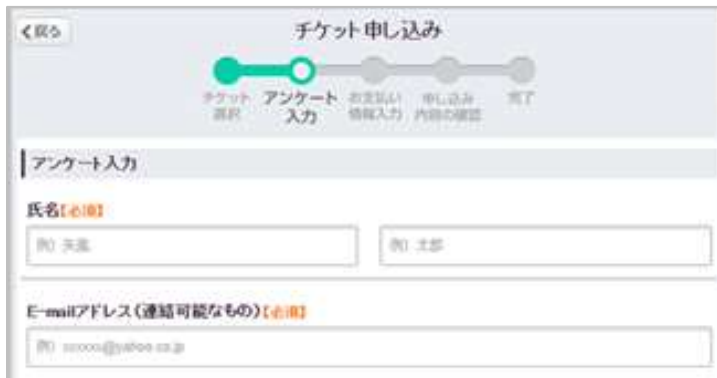 戻る
チケット申し込み
チケット
選択
アンケート
入力
お支払い
情報入力
申し込み
内容の確認
完了
アンケート入力
氏名【必須】
例）
例）太郎
E-mailアドレス（連絡可能なもの）【必須】
例）xxxxxx@yahoo.co.jp